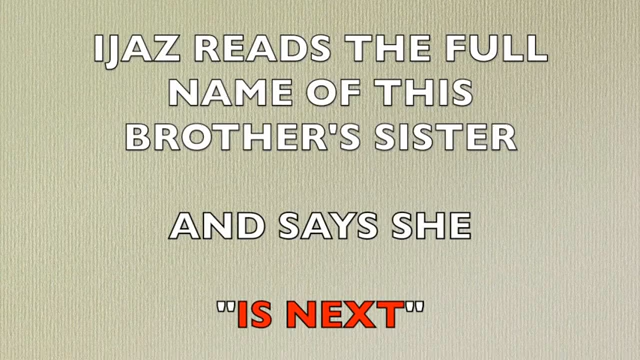 IJAZ READS THE FULL
NAME OF THIS
BROTHER'S SISTER
AND SAYS SHE
"IS NEXT"